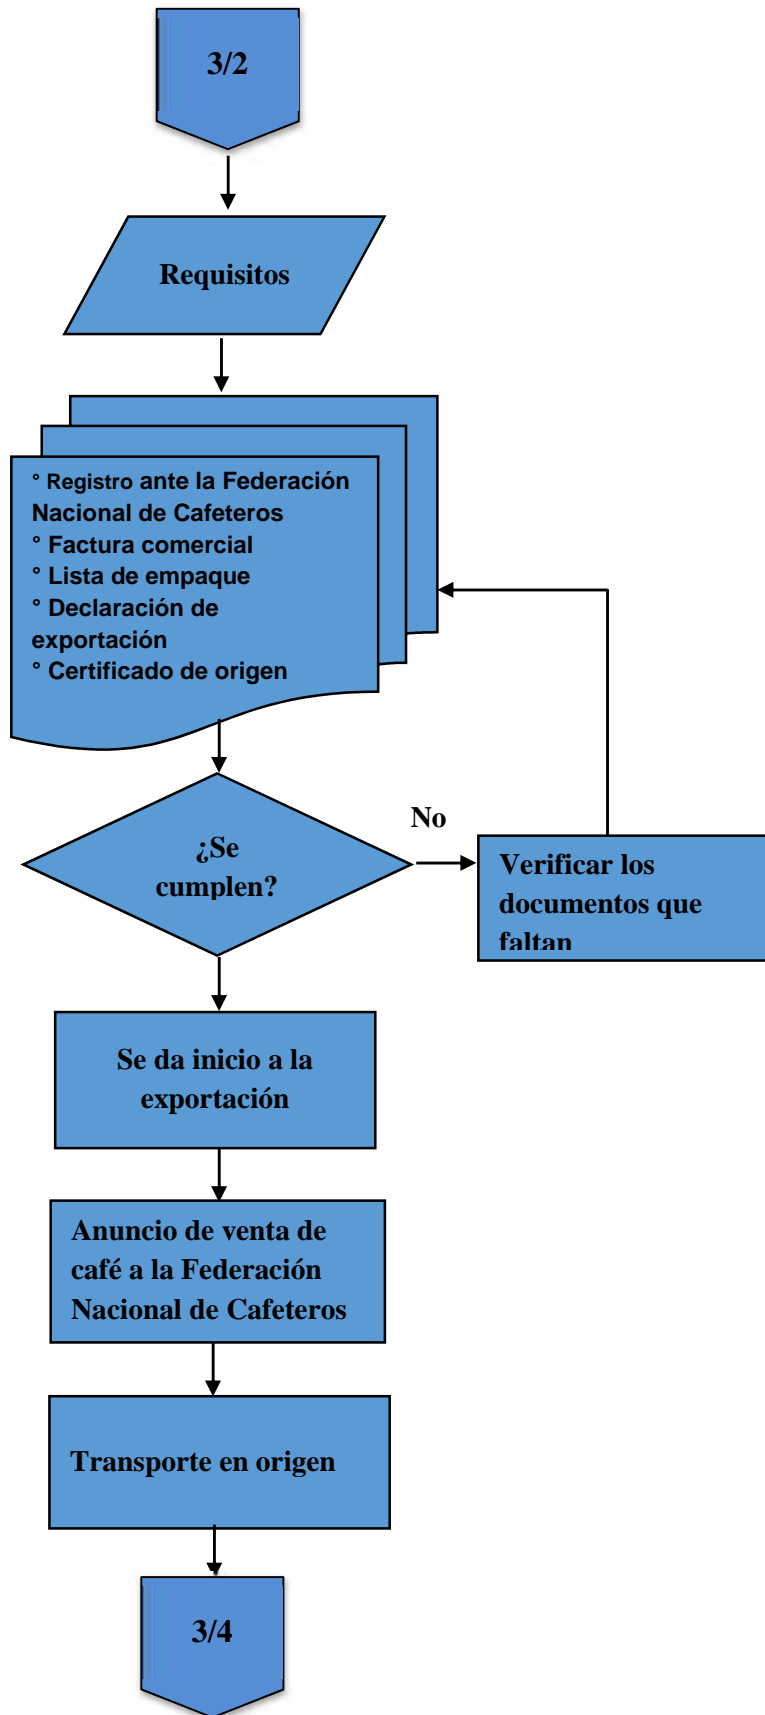 3/2
Requisitos
° Registro ante la Federación
Nacional de Cafeteros
° Factura comercial
° Lista de empaque
° Declaración de
exportación
° Certificado de origen
¿Se
cumplen?
No
Verificar los
documentos que
faltan
Se da inicio a la
exportación
Anuncio de venta de
café a la Federación
Nacional de Cafeteros
Transporte en origen
3/4